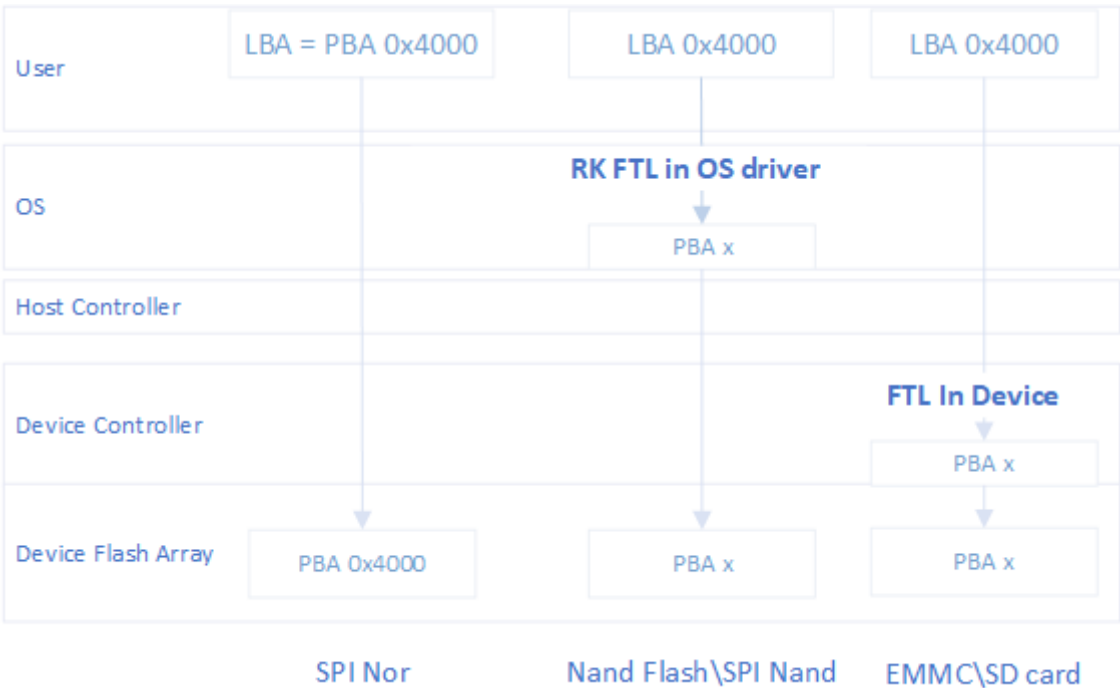 User
LBA = PBA 0x4000
LBA 0x4000
LBA 0x4000
OS
RK FTL in OS driver
PBA x
Host Controller
Device Controller
FTL In Device
PBA x
Device Flash Array
PBA 0x4000
PBA x
PBA x
SPI Nor
Nand Flash\SPI Nand
EMMC\SD card